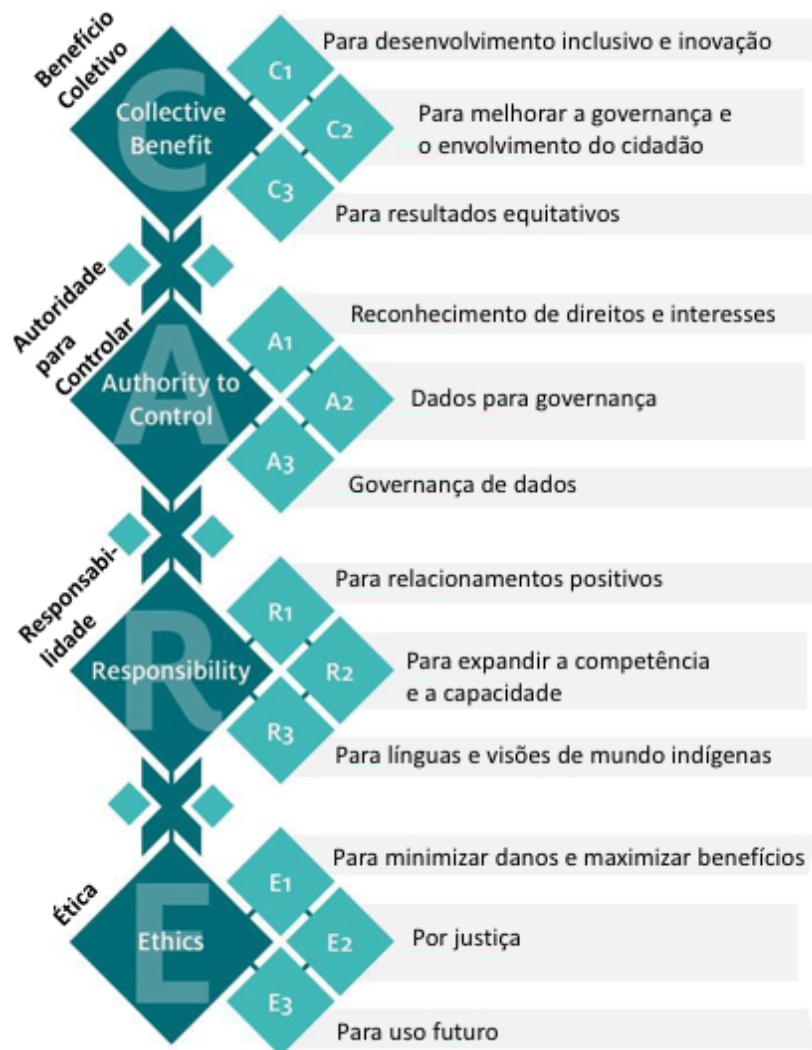 Benefício
Coletivo
C
Collective
Benefit
C1
Para desenvolvimento inclusivo e inovação
C2
Para melhorar a governança e
o envolvimento do cidadão
C3
Para resultados equitativos
Autoridade
para
Controlar
A
Authority to
Control
A1
Reconhecimento de direitos e interesses
A2
Dados para governança
A3
Governança de dados
Responsabi-
lidade
R
Responsibility
R1
Para relacionamentos positivos
R2
Para expandir a competência
e a capacidade
R3
Para línguas e visões de mundo indígenas
Ética
E
Ethics
E1
Para minimizar danos e maximizar benefícios
E2
Por justiça
E3
Para uso futuro